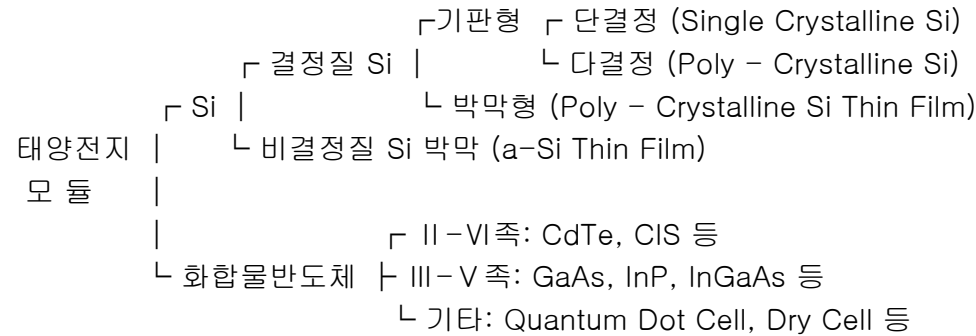 ┌기판형 ┌ 단결정 (Single Crystalline Si)
┌ 결정질 Si | └ 다결정 (Poly - Crystalline Si)
┌ Si | └ 박막형 (Poly - Crystalline Si Thin Film)
태양전지 | └ 비결정질 Si 박막 (a-Si Thin Film)
모 듈 |
| ┌ II-VI족: CdTe, CIS 등
└ 화합물반도체 ├ III-V족: GaAs, InP, InGaAs 등
└ 기타: Quantum Dot Cell, Dry Cell 등